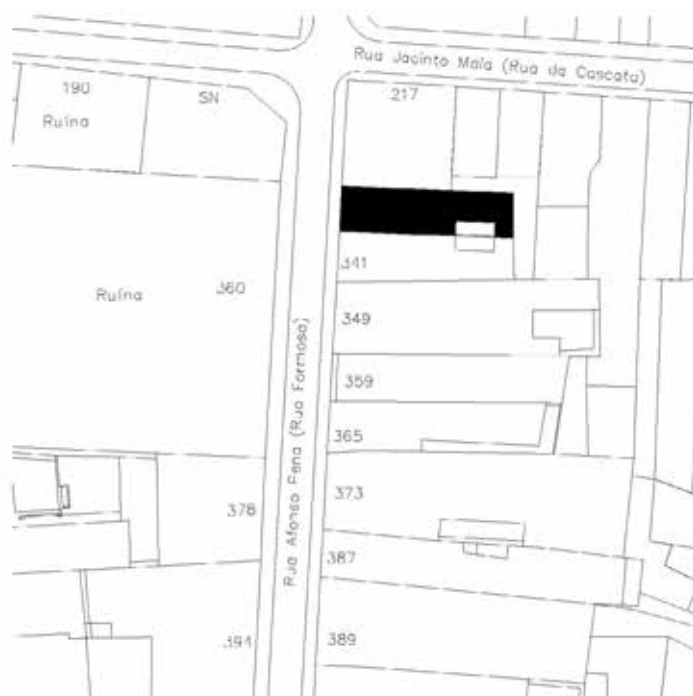 Rua Jacinto Maia (Rua da Cascata)
190
SN
217
Ruína
341
Ruína
360
349
Rua Afonso Pena (Rua Formosa)
359
365
378
373
387
394
389